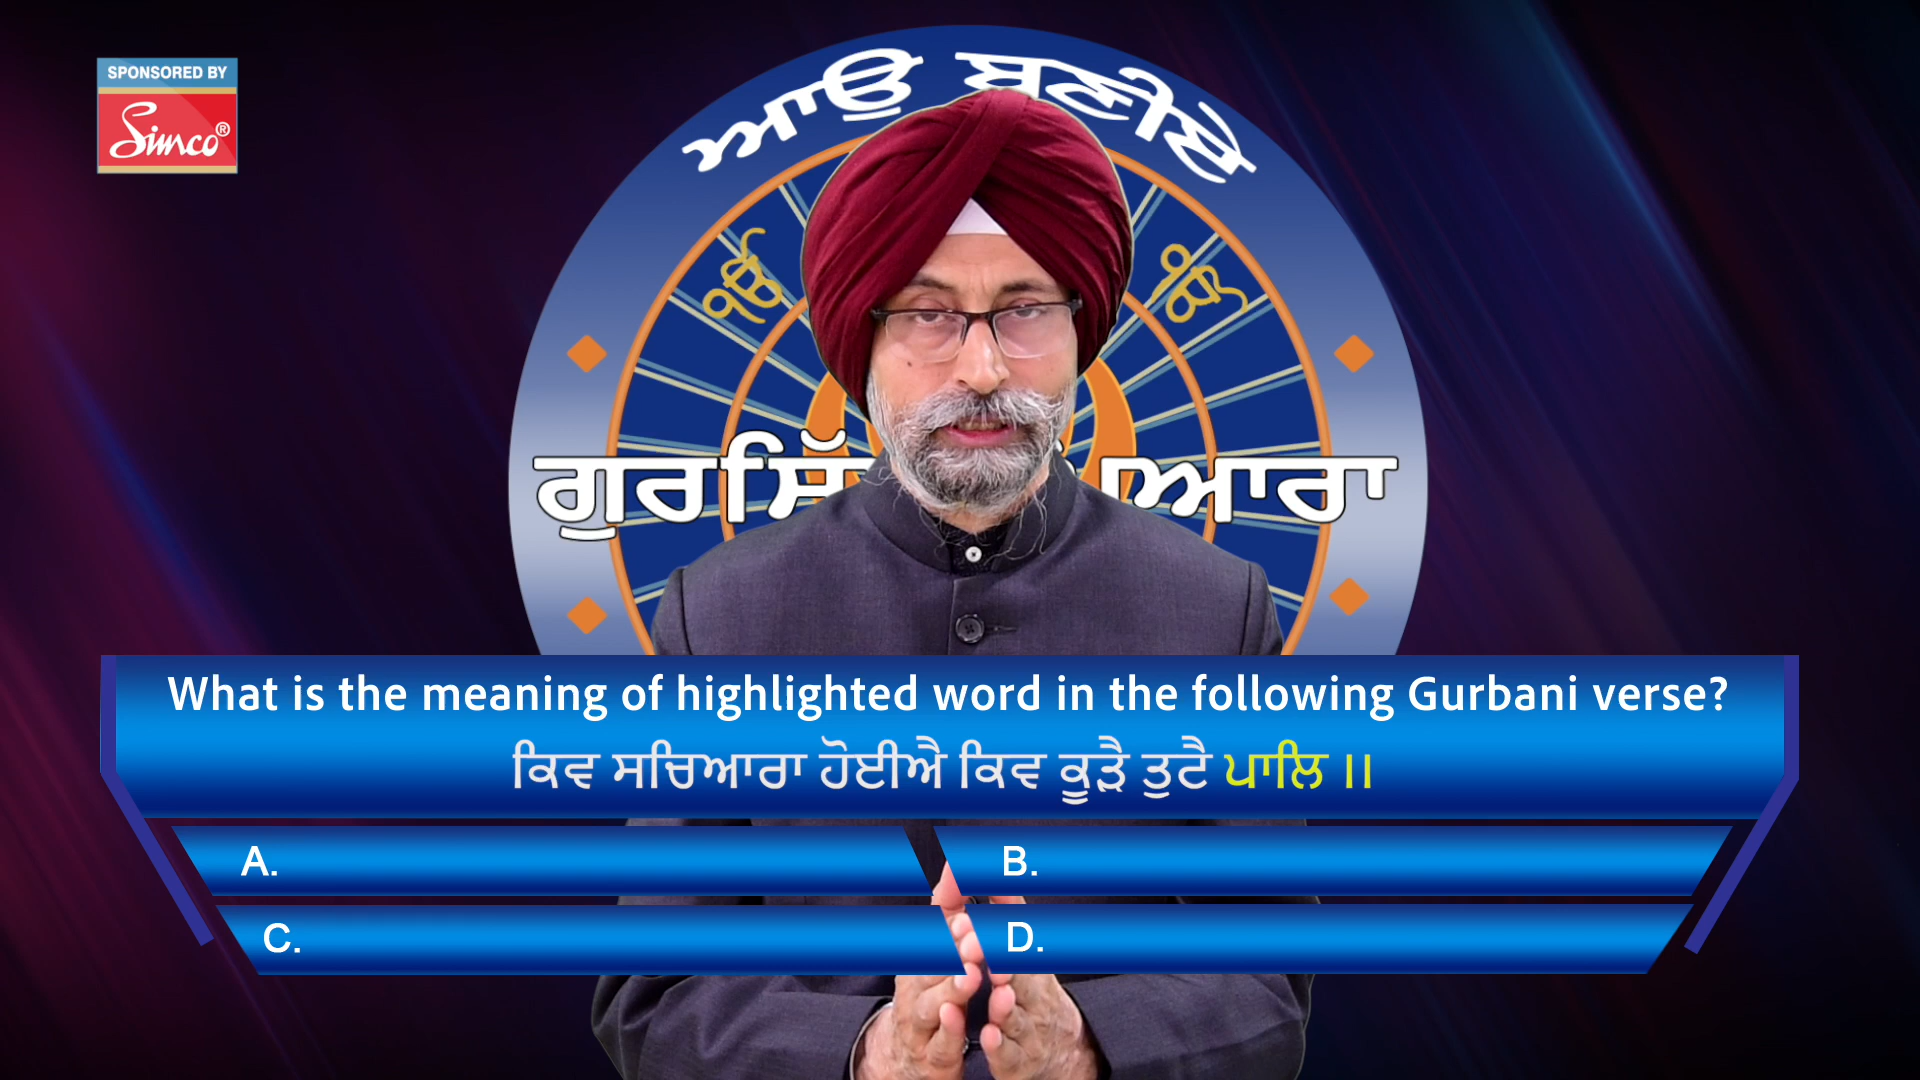 SPONSORED BY
Simco®
ਆਓ ਬਣੀਏ
What is the meaning of highlighted word in the following Gurbani verse?
ਕਿਵ ਸਚਿਆਰਾ ਹੋਈਐ ਕਿਵ ਕੂੜੈ ਤੁਟੈ ਪਾਲਿ ॥
A.
B.
C.
D.